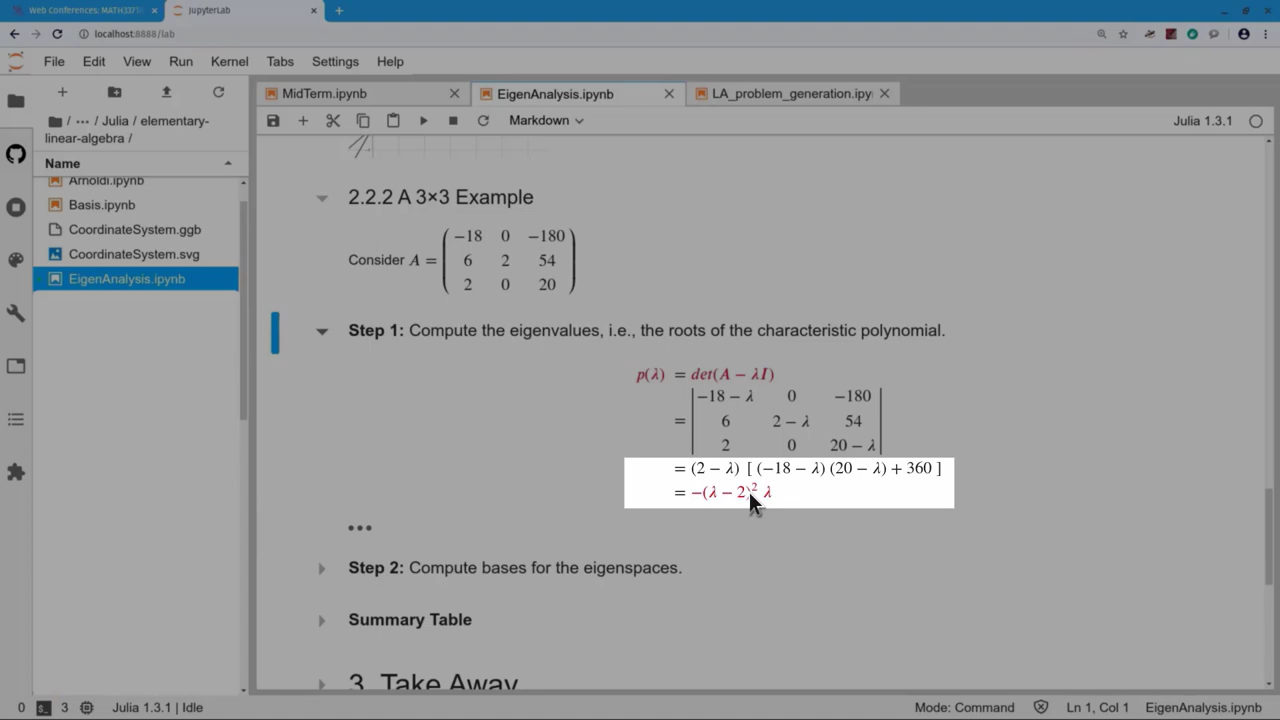 Web Conferences: MATH3371
JupyterLab
localhost:8888/lab
File Edit View Run Kernel Tabs Settings Help
MidTerm.ipynb
EigenAnalysis.ipynb
LA_problem_generation.ipy
/ ··· / Julia / elementary-
linear-algebra /
Markdown
Julia 1.3.1
Name
Arnoldi.ipynb
Basis.ipynb
CoordinateSystem.ggb
CoordinateSystem.svg
EigenAnalysis.ipynb
2.2.2 A 3×3 Example
−18 0 −180
Consider A = 6 2 54
2 0 20
Step 1: Compute the eigenvalues, i.e., the roots of the characteristic polynomial.
p(λ) = det(A − λI)
−18 − λ 0 −180
= 6 2 − λ 54
2 0 20 − λ
= (2 − λ) [ (−18 − λ) (20 − λ) + 360 ]
= −(λ − 2)² λ
•••
Step 2: Compute bases for the eigenspaces.
Summary Table
3 Take Away
0 $_ 3 Julia 1.3.1 | Idle
Mode: Command Ln 1, Col 1 EigenAnalysis.ipynb